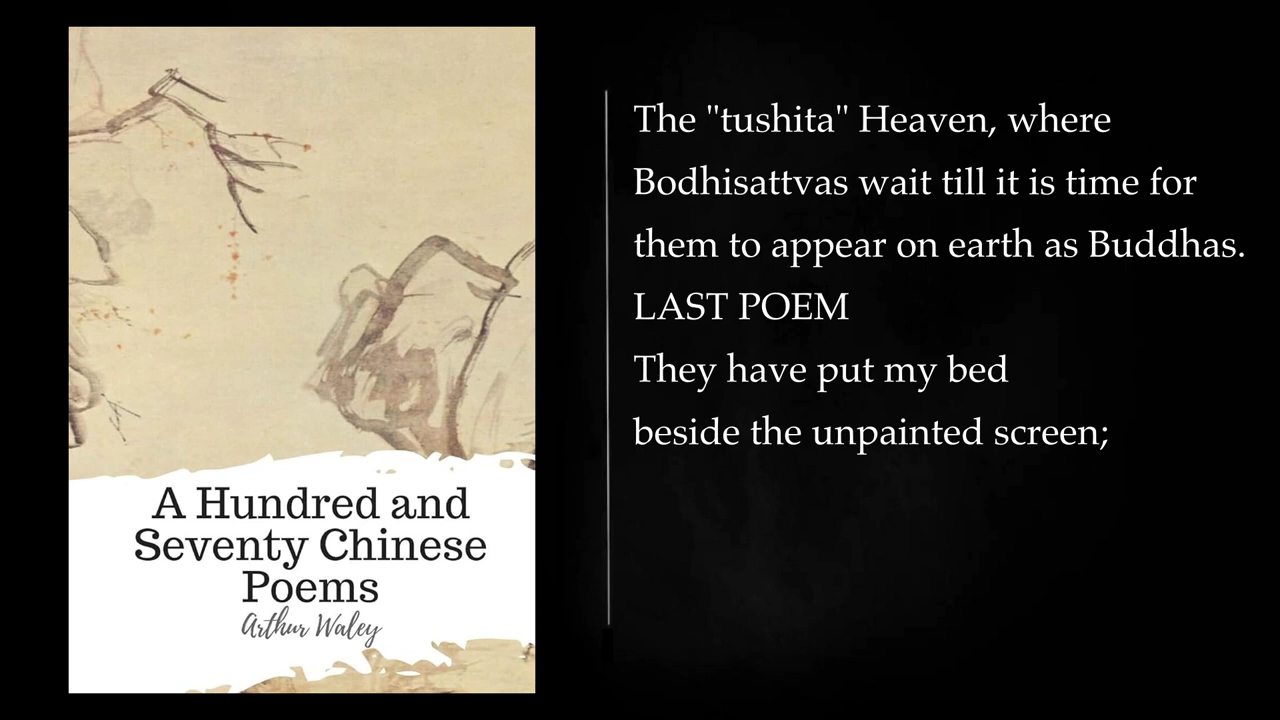 A Hundred and
Seventy Chinese
Poems
Arthur Waley
The "tushita" Heaven, where
Bodhisattvas wait till it is time for
them to appear on earth as Buddhas.
LAST POEM
They have put my bed
beside the unpainted screen;